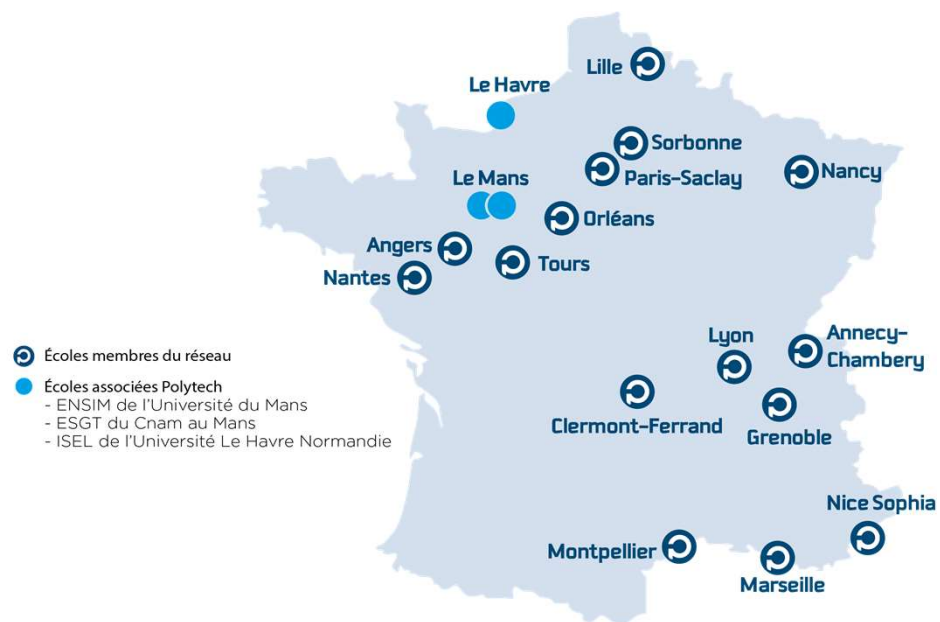 Lille
Le Havre
Sorbonne
Paris-Saclay
Nancy
Le Mans
Orléans
Angers
Nantes
Tours
Lyon
Annecy-
Chambery
Clermont-Ferrand
Grenoble
Nice Sophia
Montpellier
Marseille
Écoles membres du réseau
Écoles associées Polytech
- ENSIM de l'Université du Mans
- ESGT du Cnam au Mans
- ISEL de l'Université Le Havre Normandie